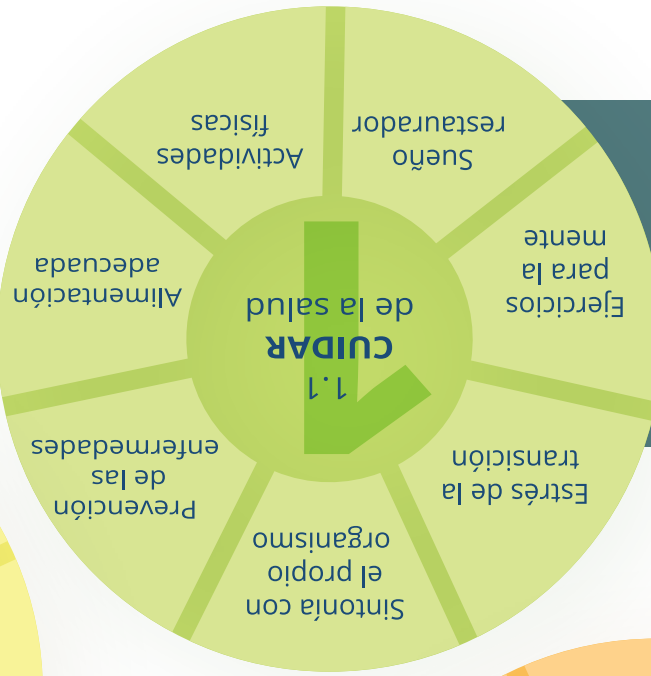 1
1.1
CUIDAR
de la salud
Sintonía con
el propio
organismo
Prevención
de las
enfermedades
Alimentación
adecuada
Actividades
físicas
Sueño
restaurador
Ejercicios
para la
mente
Estrés de la
transición